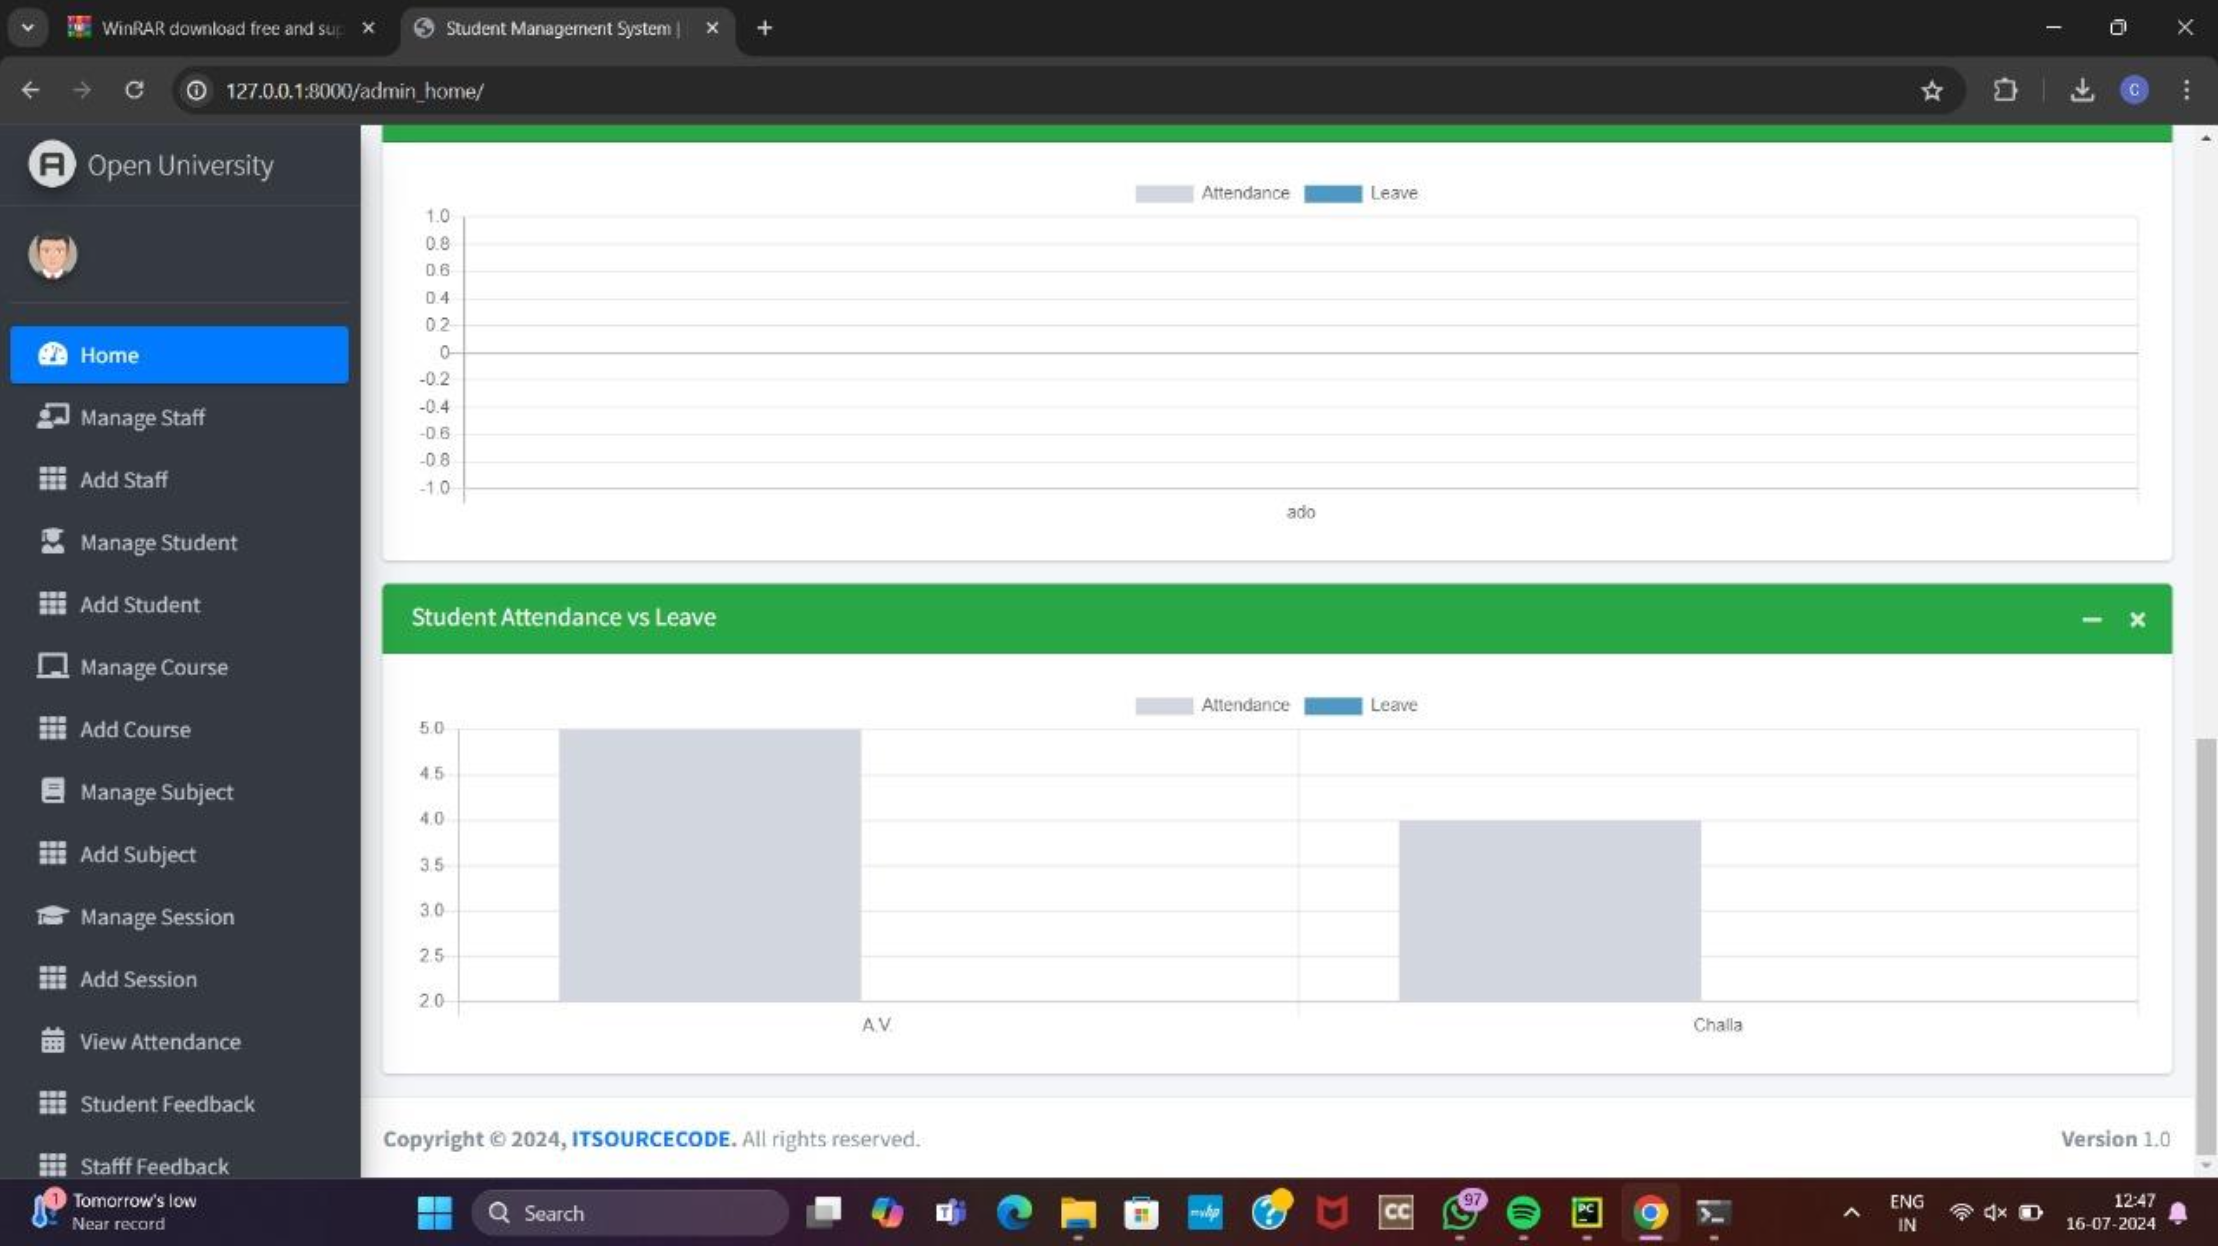 WinRAR download free and sup
Student Management System |
127.0.0.1:8000/admin_home/
Open University
Home
Manage Staff
Add Staff
Manage Student
Add Student
Manage Course
Add Course
Manage Subject
Add Subject
Manage Session
Add Session
View Attendance
Student Feedback
Stafff Feedback
Attendance Leave
1.0
0.8
0.6
0.4
0.2
0
-0.2
-0.4
-0.6
-0.8
-1.0
ado
Student Attendance vs Leave
Attendance Leave
5.0
4.5
4.0
3.5
3.0
2.5
2.0
A.V. Challa
Copyright © 2024, ITSOURCECODE. All rights reserved.
Version 1.0
1
Tomorrow's low
Near record
Search
myhp
CC
97
PC
ENG
IN
12:47
16-07-2024